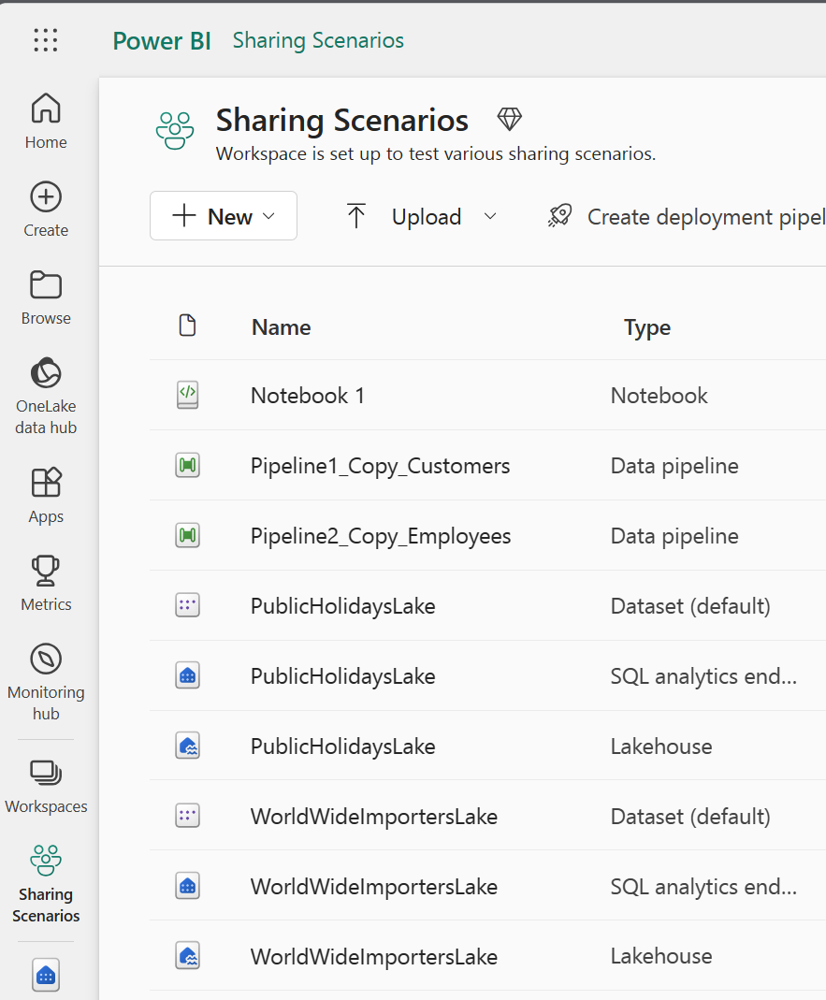 Power BI Sharing Scenarios
Home
Create
Browse
OneLake
data hub
Apps
Metrics
Monitoring
hub
Workspaces
Sharing
Scenarios
Sharing Scenarios
Workspace is set up to test various sharing scenarios.
New Upload Create deployment pipel
Name Type
Notebook 1 Notebook
Pipeline1_Copy_Customers Data pipeline
Pipeline2_Copy_Employees Data pipeline
PublicHolidaysLake Dataset (default)
PublicHolidaysLake SQL analytics end...
PublicHolidaysLake Lakehouse
WorldWideImportersLake Dataset (default)
WorldWideImportersLake SQL analytics end...
WorldWideImportersLake Lakehouse